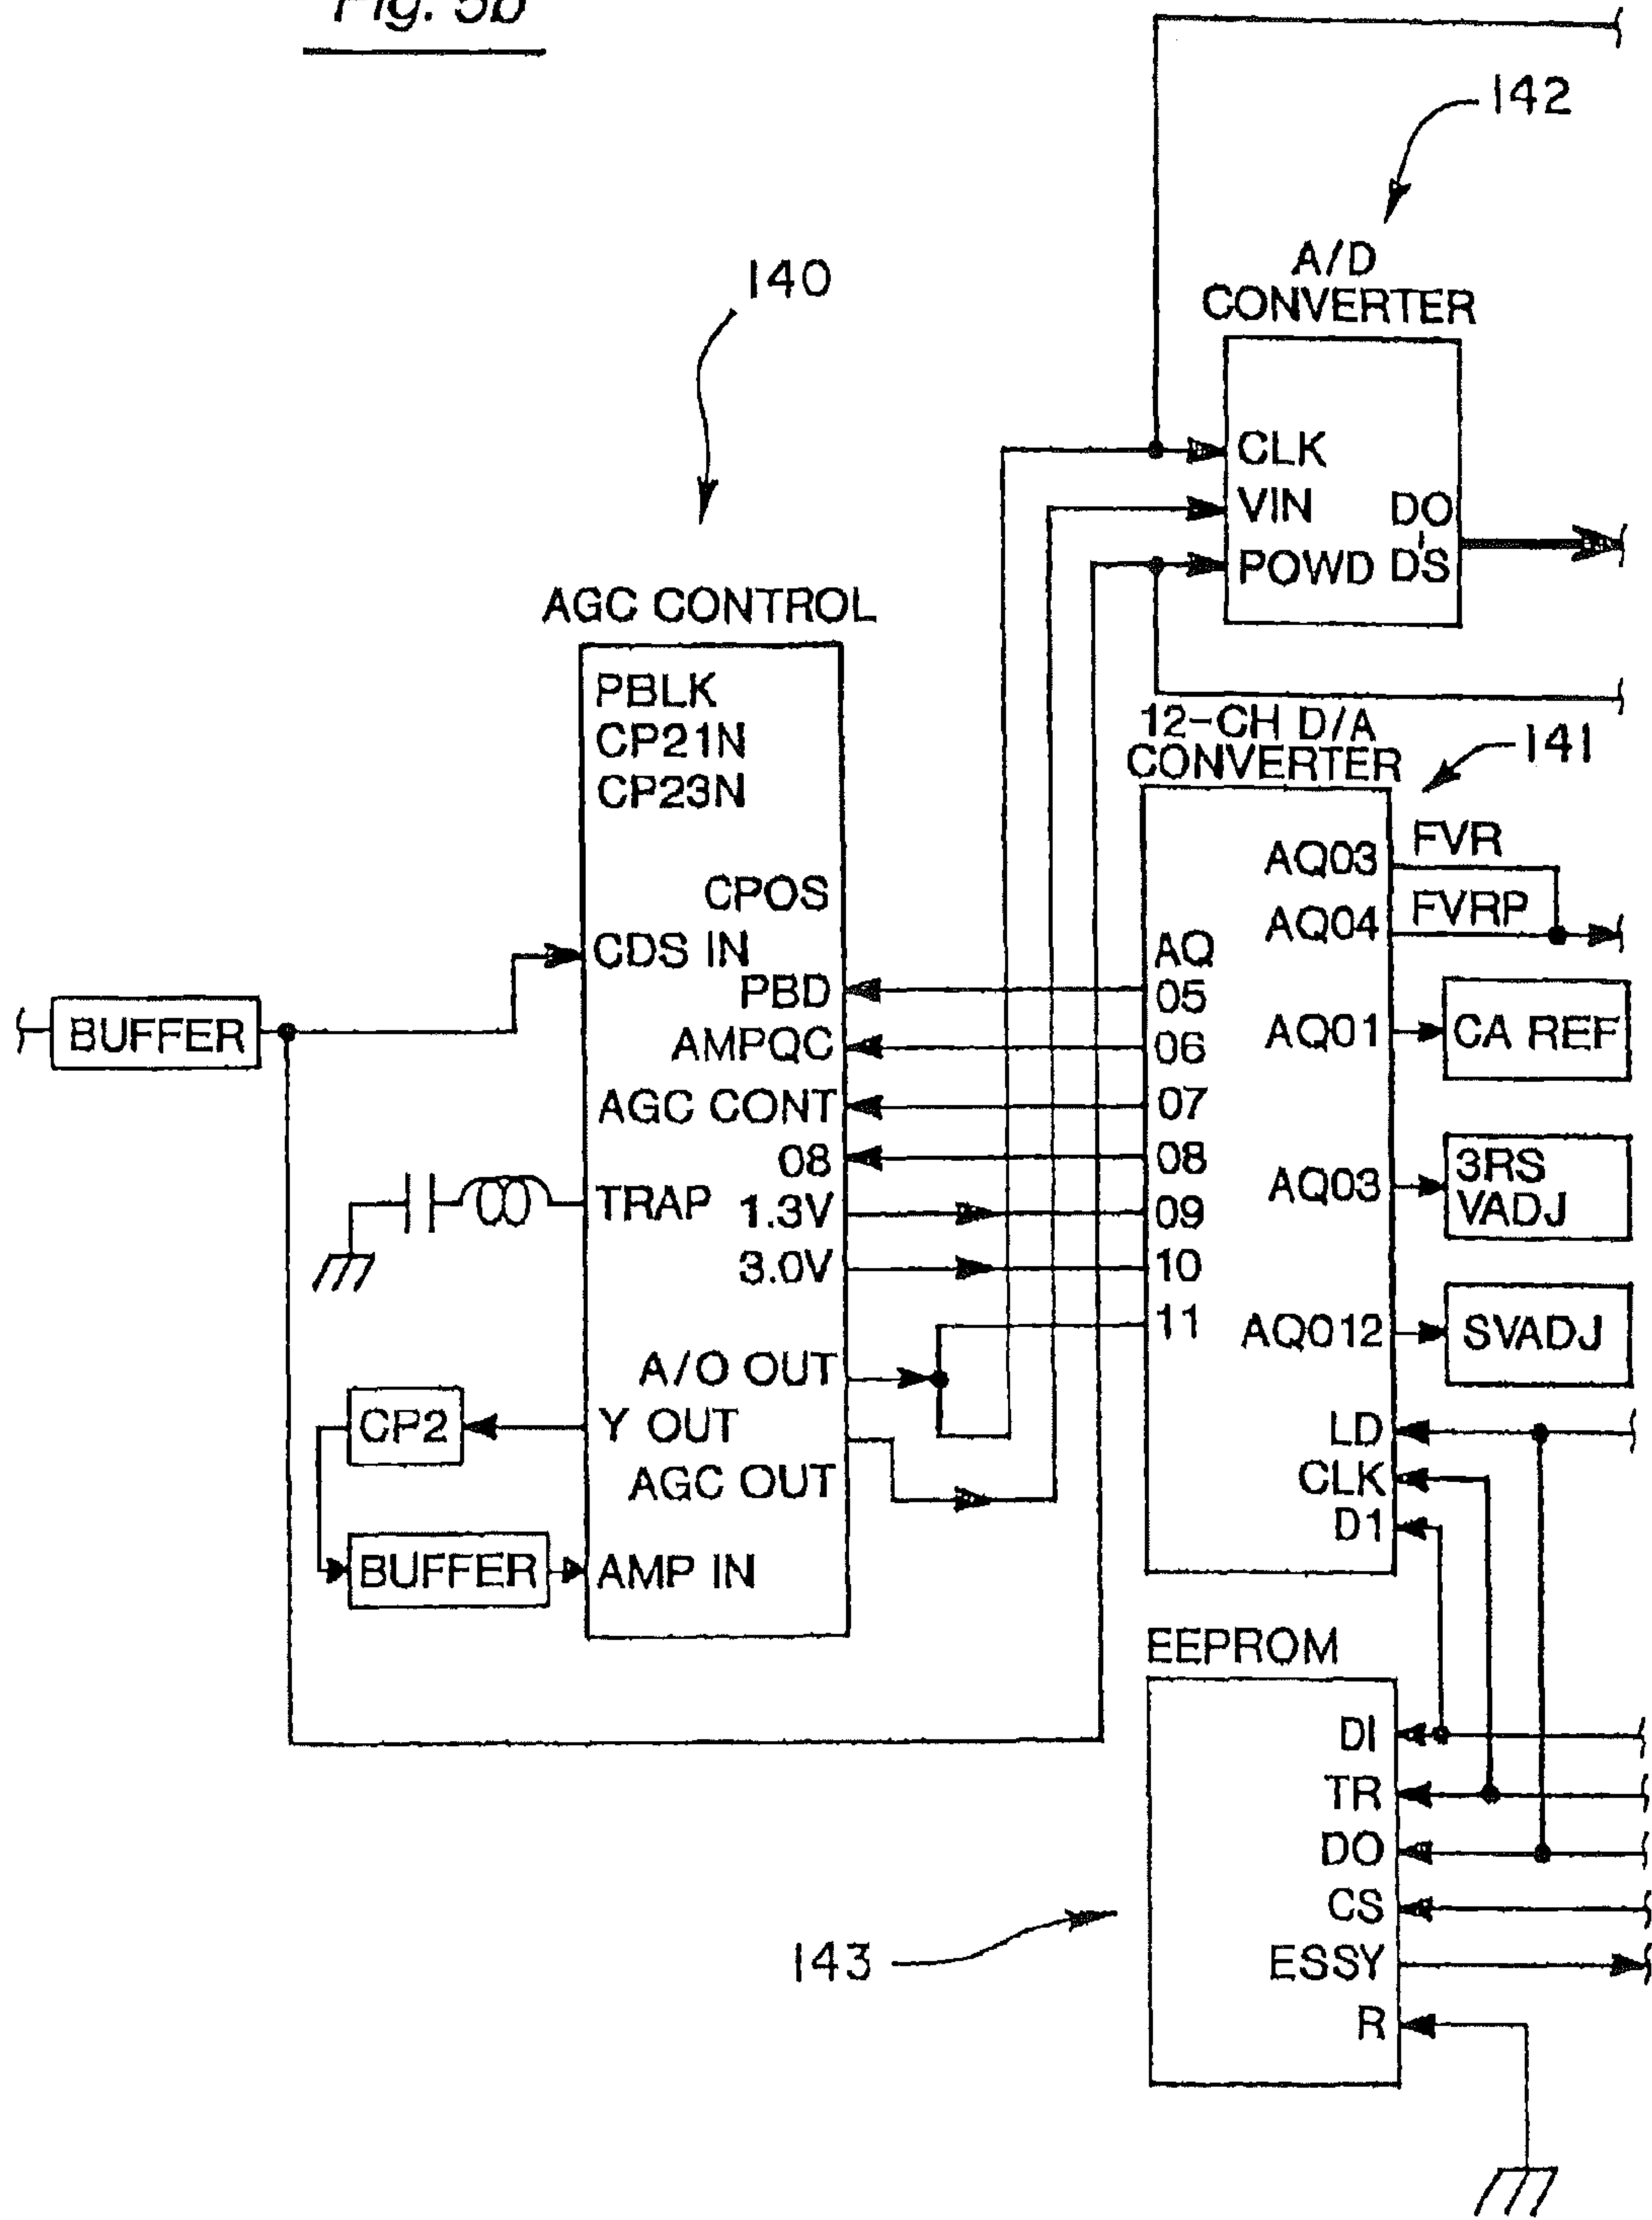 Fig. 5b
142
A/D
CONVERTER
140
CLK
VIN
POWD
DO
DS
AGC CONTROL
PBLK
CP21N
CP23N
CPOS
CDS IN
PBD
AMPQC
AGC CONT
08
TRAP
1.3V
3.0V
A/O OUT
Y OUT
AGC OUT
AMP IN
BUFFER
CP2
BUFFER
12-CH D/A
CONVERTER
141
AQ03
FVR
AQ04
FVRP
AQ
05
06
07
08
09
10
11
AQ01
CA REF
AQ03
3RS
VADJ
AQ012
SVADJ
LD
CLK
D1
EEPROM
DI
TR
DO
CS
ESSY
R
143